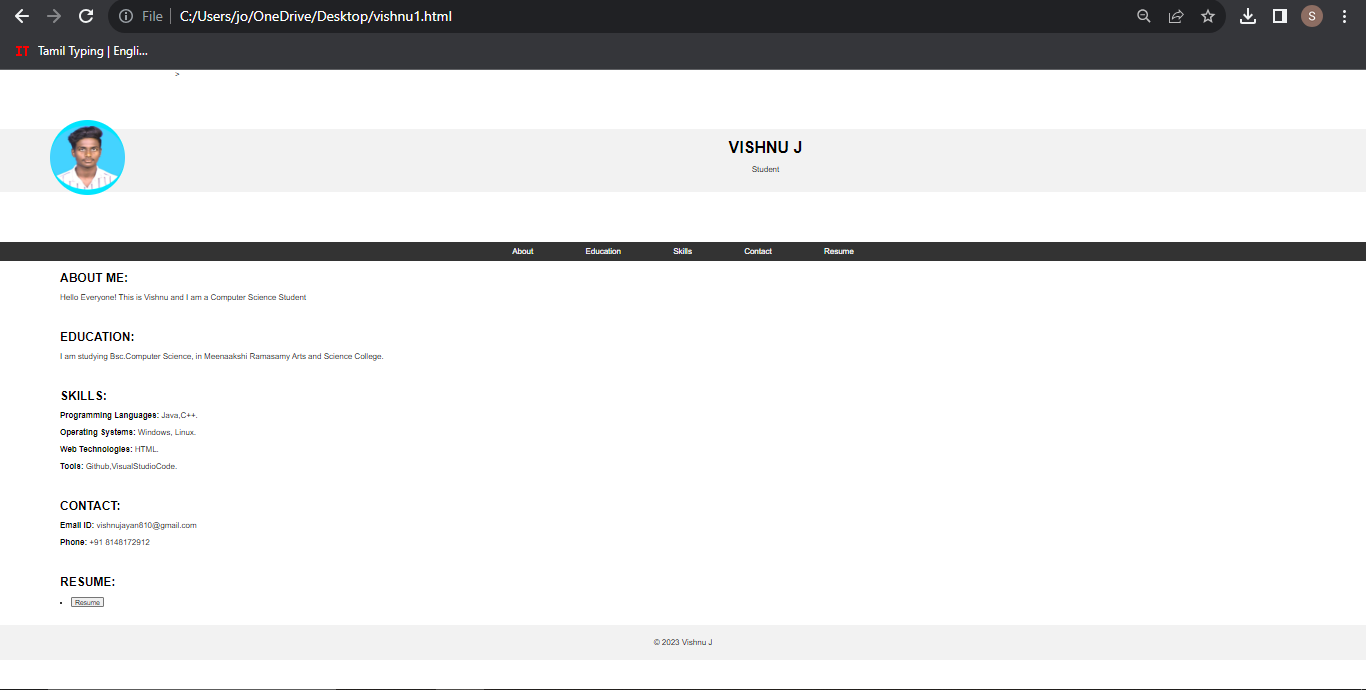 File
C:/Users/jo/OneDrive/Desktop/vishnu1.html
S
IT Tamil Typing | Engli...
>
VISHNU J
Student
About Education Skills Contact Resume
ABOUT ME:
Hello Everyone! This is Vishnu and I am a Computer Science Student
EDUCATION:
I am studying Bsc.Computer Science, in Meenaakshi Ramasamy Arts and Science College.
SKILLS:
Programming Languages: Java,C++.
Operating Systems: Windows, Linux.
Web Technologies: HTML.
Tools: Github,VisualStudioCode.
CONTACT:
Email ID: vishnujayan810@gmail.com
Phone: +91 8148172912
RESUME:
• Resume
© 2023 Vishnu J